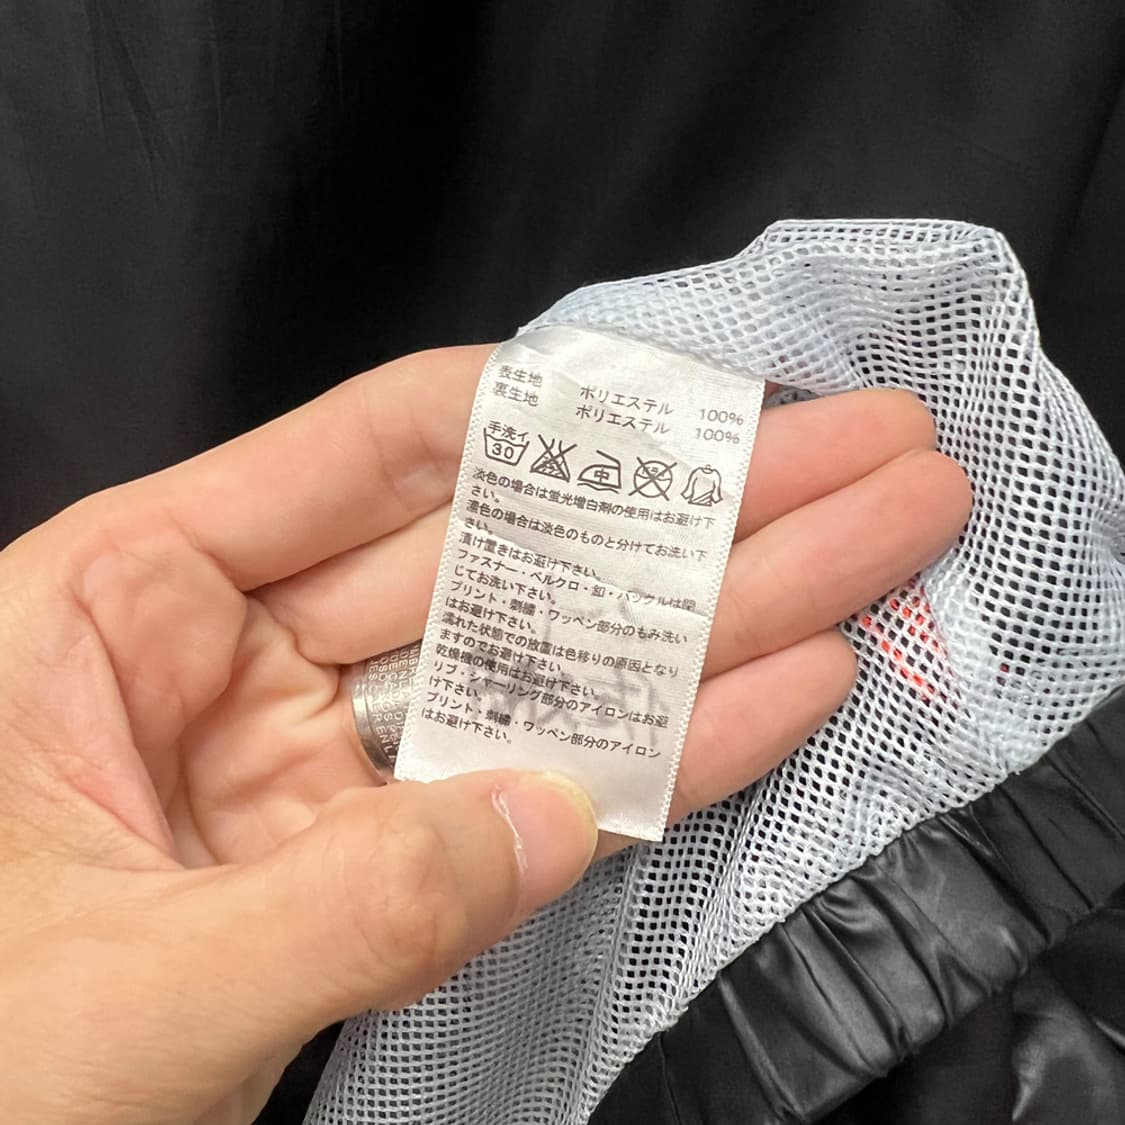 表生地 ポリエステル 100%
裏生地 ポリエステル 100%
手洗イ
30
中
淡色の場合は蛍光増白剤の使用はお避け下
さい。
濃色の場合は淡色のものと分けてお洗い下
さい。
漬け置きはお避け下さい。
ファスナー・ベルクロ・釦・バックルは閉
じてお洗い下さい。
プリント・刺繍・ワッペン部分のもみ洗い
はお避け下さい。
濡れた状態での放置は色移りの原因となり
ますのでお避け下さい。
乾燥機の使用はお避け下さい。
リブ・シャーリング部分のアイロンはお避
け下さい。
プリント・刺繍・ワッペン部分のアイロン
はお避け下さい。